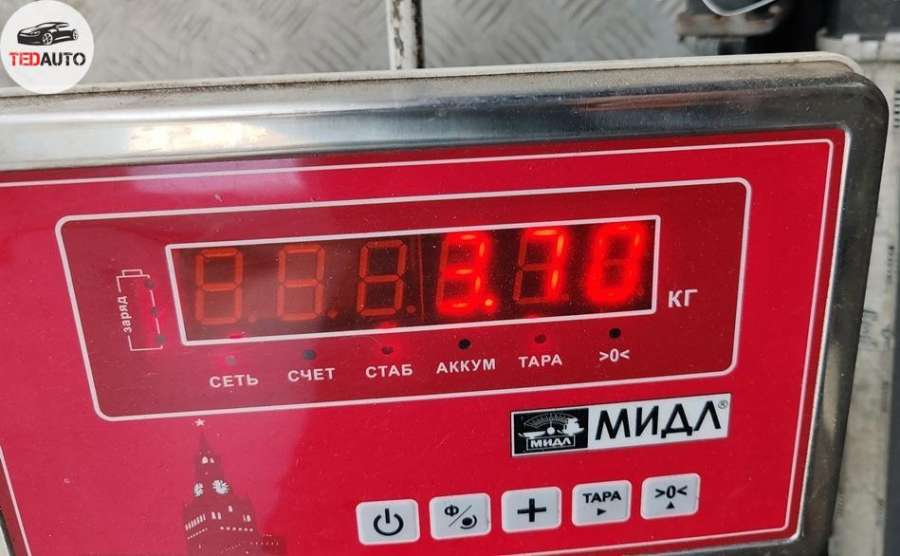 TEDAUTO
3.70
КГ
заряд
СЕТЬ СЧЕТ СТАБ АККУМ ТАРА >0<
МИДЛ МИДЛ®
Ф ТАРА >0<